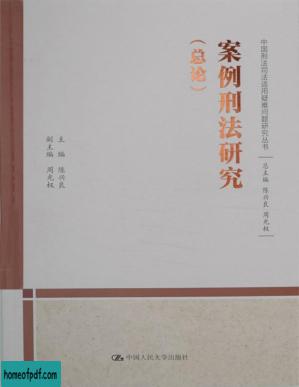 中国刑法司法适用疑难问题研究丛书
总主编 陈兴良 周光权
案例刑法研究
（总论）
主编 陈兴良
副主编 周光权
中国人民大学出版社
homeofpdf.com